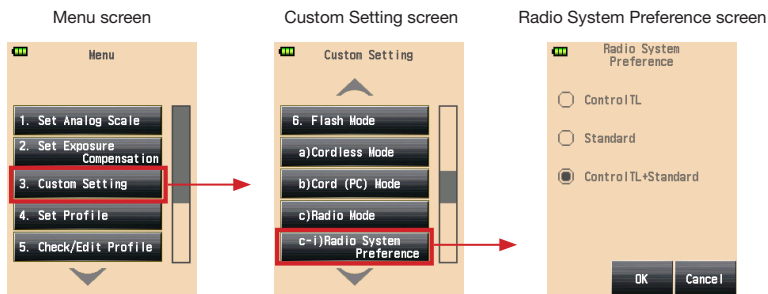 Menu screen
Menu
1. Set Analog Scale
2. Set Exposure
Compensation
3. Custom Setting
4. Set Profile
5. Check/Edit Profile
Custom Setting screen
Custom Setting
6. Flash Mode
a)Cordless Mode
b)Cord (PC) Mode
c)Radio Mode
c-i)Radio System
Preference
Radio System Preference screen
Radio System
Preference
ControlTL
Standard
ControlTL+Standard
OK
Cancel